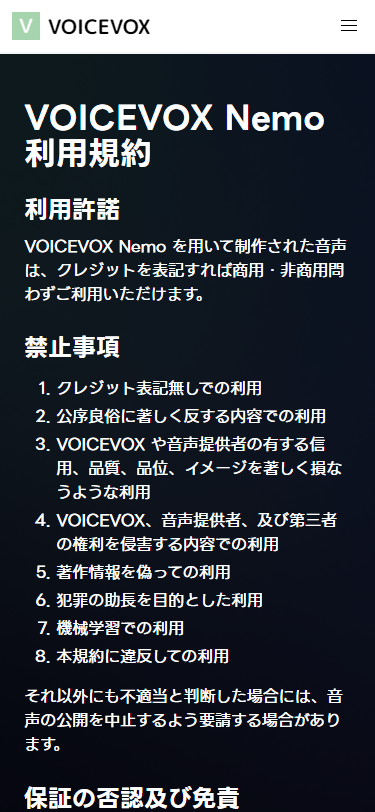 V VOICEVOX
VOICEVOX Nemo
利用規約
利用許諾
VOICEVOX Nemo を用いて制作された音声
は、クレジットを表記すれば商用・非商用問
わずご利用いただけます。
禁止事項
1. クレジット表記無しでの利用
2. 公序良俗に著しく反する内容での利用
3. VOICEVOX や音声提供者の有する信
用、品質、品位、イメージを著しく損な
うような利用
4. VOICEVOX、音声提供者、及び第三者
の権利を侵害する内容での利用
5. 著作情報を偽っての利用
6. 犯罪の助長を目的とした利用
7. 機械学習での利用
8. 本規約に違反しての利用
それ以外にも不適当と判断した場合には、音
声の公開を中止するよう要請する場合があり
ます。
保証の否認及び免責